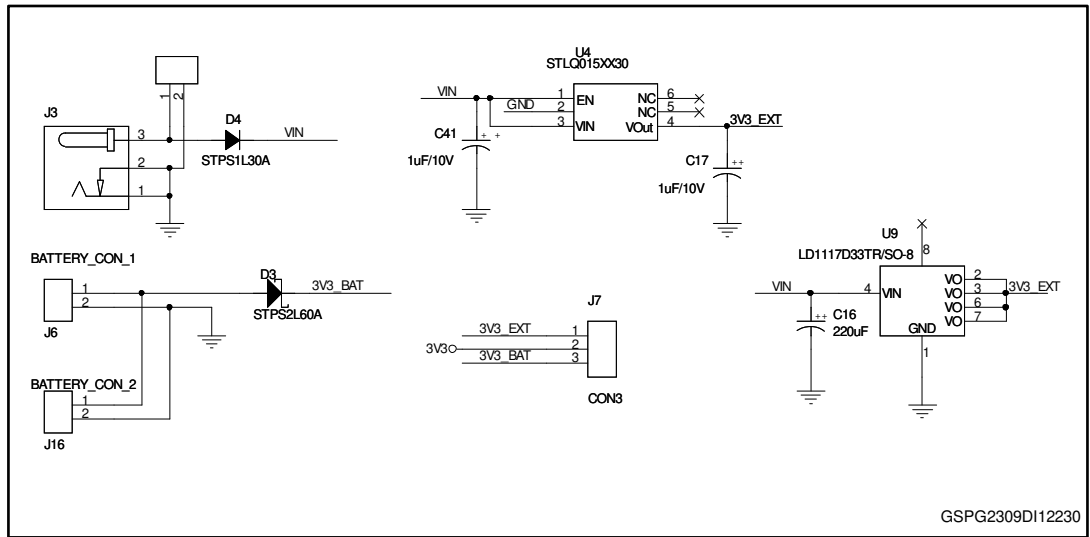 U4
STLQ015XX30
VIN
GND
1 EN
2
3 VIN
NC 6
NC 5
VOut 4
3V3_EXT
C41
++
1uF/10V
C17
++
1uF/10V
J3
1
2
3
2
1
D4
STPS1L30A
VIN
BATTERY_CON_1
1
2
J6
D3
STPS2L60A
3V3_BAT
BATTERY_CON_2
1
2
J16
J7
3V3_EXT 1
3V3 2
3V3_BAT 3
CON3
U9
LD1117D33TR/SO-8
8
VIN
4 VIN
VO 2
VO 3
VO 6
VO 7
3V3_EXT
GND
1
C16
++
220uF
GSPG2309DI12230